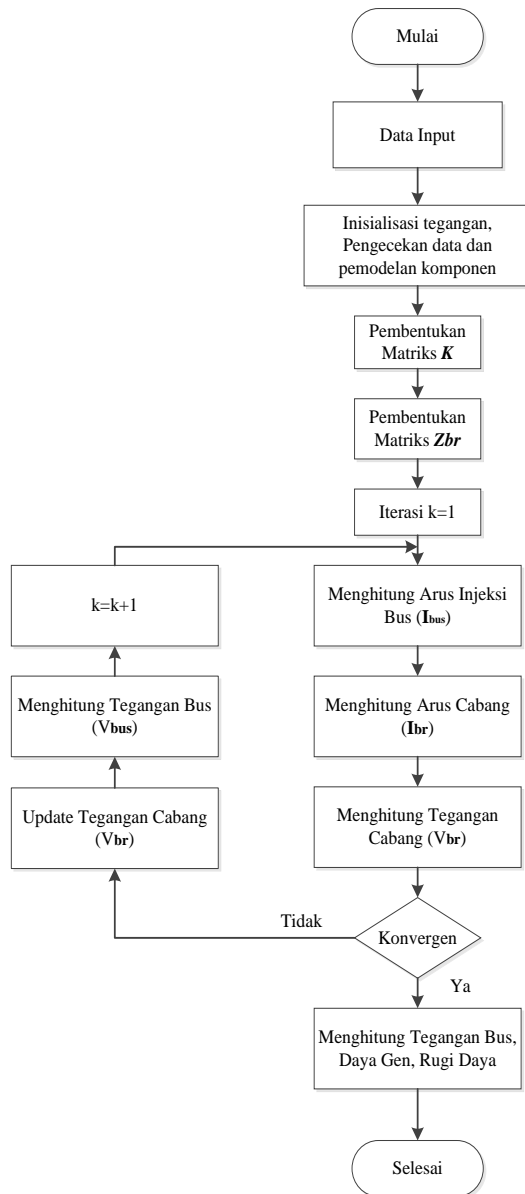 Mulai
Data Input
Inisialisasi tegangan,
Pengecekan data dan
pemodelan komponen
Pembentukan
Matriks K
Pembentukan
Matriks Zbr
Iterasi k=1
Menghitung Arus Injeksi
Bus (Ibus)
Menghitung Arus Cabang
(Ibr)
Menghitung Tegangan
Cabang (Vbr)
Konvergen
Tidak
Update Tegangan Cabang
(Vbr)
Menghitung Tegangan Bus
(Vbus)
k=k+1
Ya
Menghitung Tegangan Bus,
Daya Gen, Rugi Daya
Selesai